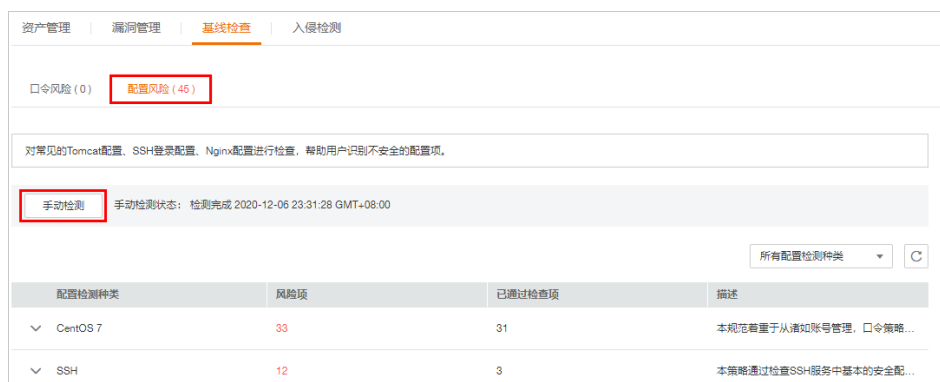 资产管理 漏洞管理 基线检查 入侵检测
口令风险 (0) 配置风险 (45)
对常见的Tomcat配置、SSH登录配置、Nginx配置进行检查，帮助用户识别不安全的配置项。
手动检测 手动检测状态： 检测完成 2020-12-06 23:31:28 GMT+08:00
所有配置检测种类
配置检测种类 风险项 已通过检查项 描述
CentOS 7 33 31 本规范着重于从诸如账号管理，口令策略...
SSH 12 3 本策略通过检查SSH服务中基本的安全配...